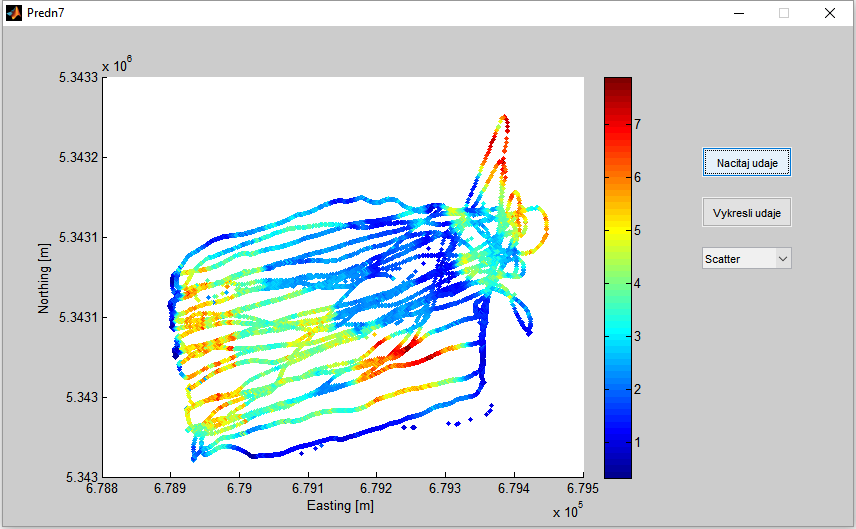 Predn7
x 10^6
5.3433
5.3432
5.3431
5.3431
5.343
5.343
Northing [m]
6.788 6.789 6.79 6.791 6.792 6.793 6.794 6.795
Easting [m]
x 10^5
7
6
5
4
3
2
1
Nacitaj udaje
Vykresli udaje
Scatter